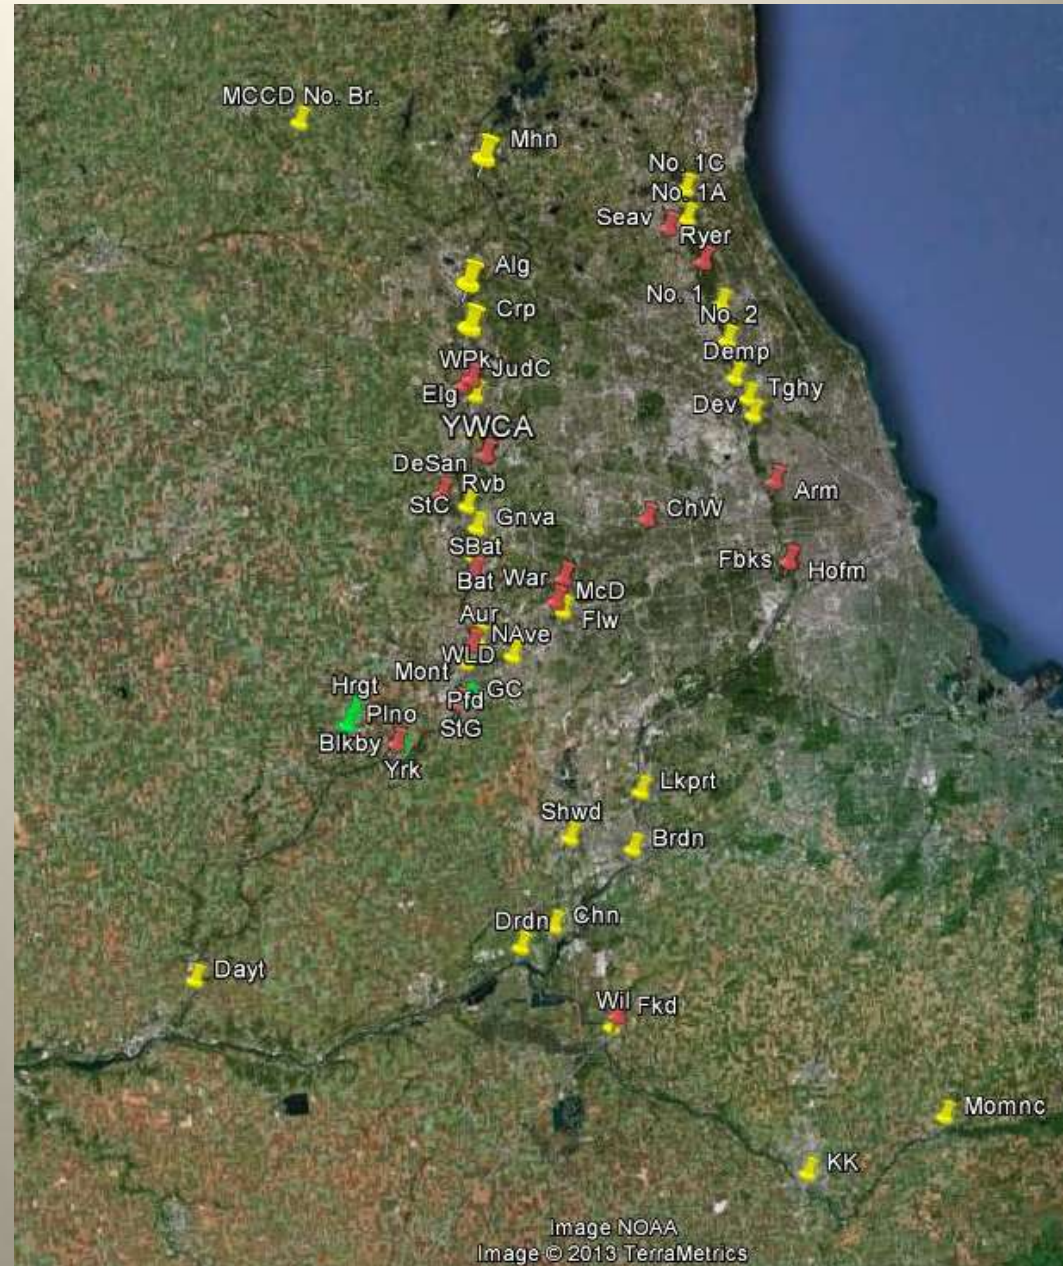 MCCD No. Br.
Mhn
No. 1C
No. 1A
Seav
Ryer
Alg
No. 1
Crp
No. 2
Demp
WPk
JudC
Elg
Tghy
Dev
YWCA
DeSan
Rvb
Arm
StC
ChW
Gnva
SBat
Fbks
Hofm
Bat
War
McD
Aur
Flw
NAve
WLD
Mont
Hrgt
GC
Pfd
Plno
StG
Blkby
Yrk
Lkprt
Shwd
Brdn
Drdn
Chn
Dayt
Wil
Fkd
Momnc
KK
Image NOAA
Image © 2013 TerraMetrics